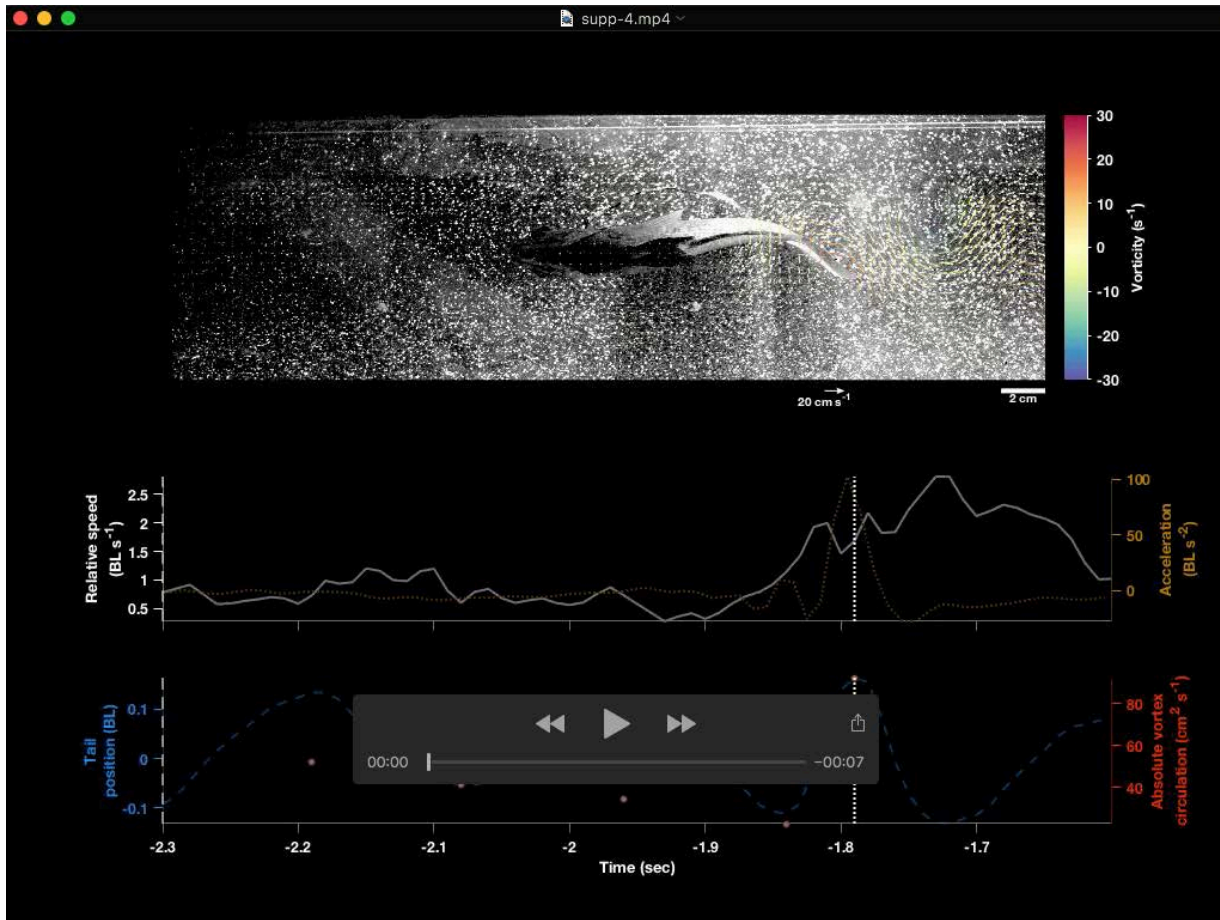 supp-4.mp4
30
20
10
0
-10
-20
-30
Vorticity (s⁻¹)
20 cm s⁻¹
2 cm
Relative speed
(BL s⁻¹)
2.5
2
1.5
1
0.5
100
50
0
Acceleration
(BL s⁻²)
Tail
position (BL)
0.1
0
-0.1
80
60
40
Absolute vortex
circulation (cm² s⁻¹)
00:00
-00:07
-2.3 -2.2 -2.1 -2 -1.9 -1.8 -1.7
Time (sec)